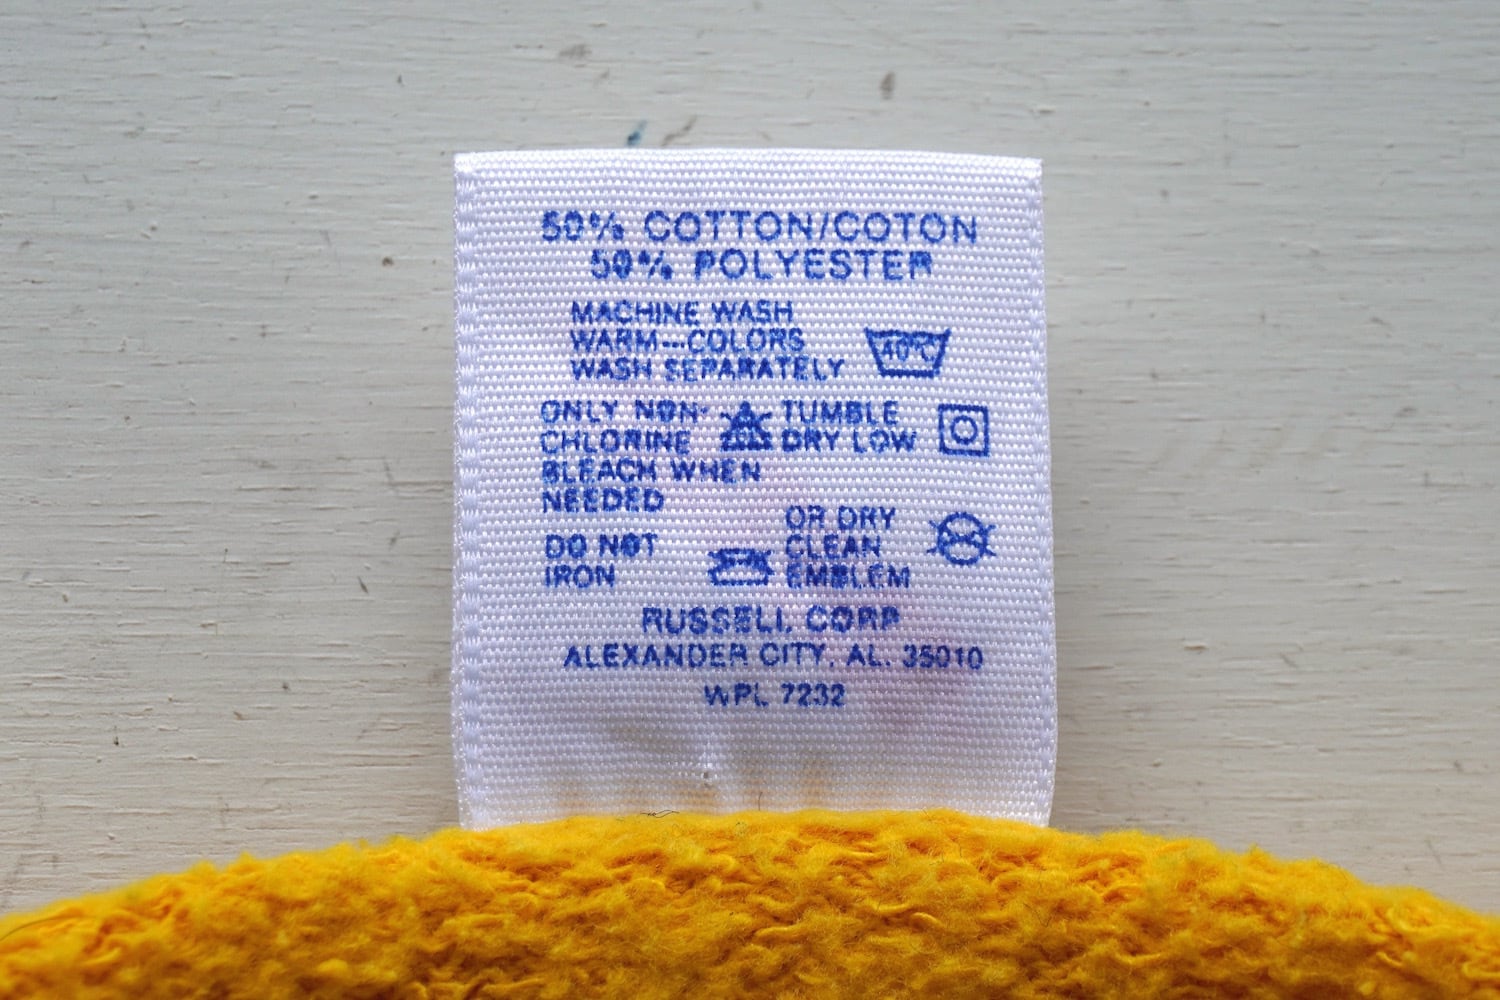 50% COTTON/COTON
50% POLYESTER
MACHINE WASH
WARM---COLORS
WASH SEPARATELY
40°C
ONLY NON-
CHLORINE
BLEACH WHEN
NEEDED
TUMBLE
DRY LOW
DO NOT
IRON
OR DRY
CLEAN
EMBLEM
RUSSELL CORP
ALEXANDER CITY, AL. 35010
WPL 7232